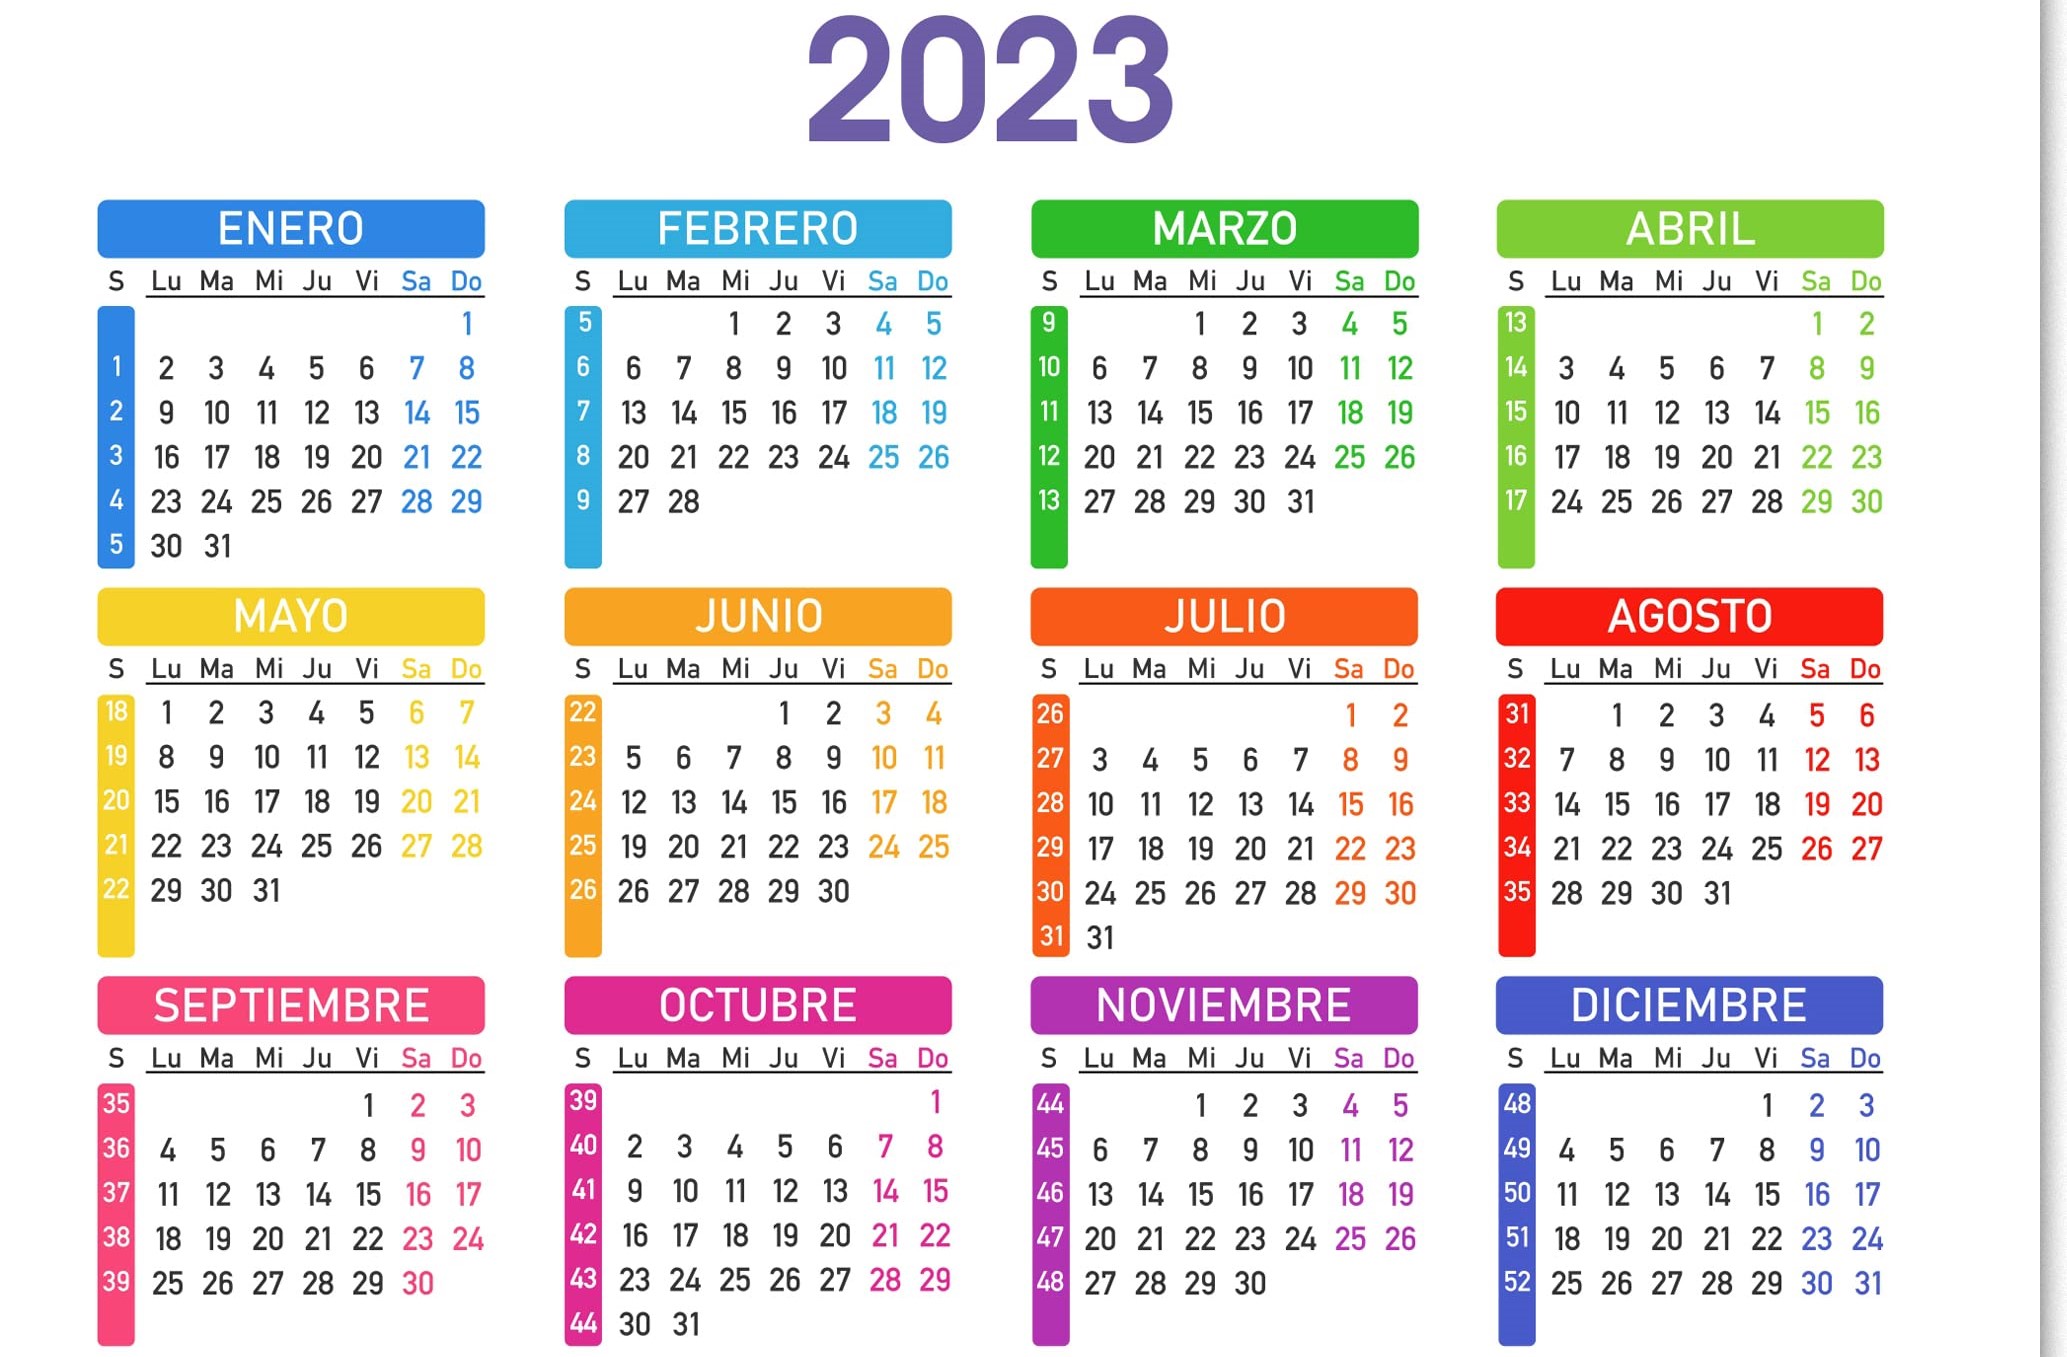 2023
ENERO
S Lu Ma Mi Ju Vi Sa Do
1
1 2 3 4 5 6 7 8
2 9 10 11 12 13 14 15
3 16 17 18 19 20 21 22
4 23 24 25 26 27 28 29
5 30 31
FEBRERO
S Lu Ma Mi Ju Vi Sa Do
5 1 2 3 4 5
6 6 7 8 9 10 11 12
7 13 14 15 16 17 18 19
8 20 21 22 23 24 25 26
9 27 28
MARZO
S Lu Ma Mi Ju Vi Sa Do
9 1 2 3 4 5
10 6 7 8 9 10 11 12
11 13 14 15 16 17 18 19
12 20 21 22 23 24 25 26
13 27 28 29 30 31
ABRIL
S Lu Ma Mi Ju Vi Sa Do
13 1 2
14 3 4 5 6 7 8 9
15 10 11 12 13 14 15 16
16 17 18 19 20 21 22 23
17 24 25 26 27 28 29 30
MAYO
S Lu Ma Mi Ju Vi Sa Do
18 1 2 3 4 5 6 7
19 8 9 10 11 12 13 14
20 15 16 17 18 19 20 21
21 22 23 24 25 26 27 28
22 29 30 31
JUNIO
S Lu Ma Mi Ju Vi Sa Do
22 1 2 3 4
23 5 6 7 8 9 10 11
24 12 13 14 15 16 17 18
25 19 20 21 22 23 24 25
26 26 27 28 29 30
JULIO
S Lu Ma Mi Ju Vi Sa Do
26 1 2
27 3 4 5 6 7 8 9
28 10 11 12 13 14 15 16
29 17 18 19 20 21 22 23
30 24 25 26 27 28 29 30
31 31
AGOSTO
S Lu Ma Mi Ju Vi Sa Do
31 1 2 3 4 5 6
32 7 8 9 10 11 12 13
33 14 15 16 17 18 19 20
34 21 22 23 24 25 26 27
35 28 29 30 31
SEPTIEMBRE
S Lu Ma Mi Ju Vi Sa Do
35 1 2 3
36 4 5 6 7 8 9 10
37 11 12 13 14 15 16 17
38 18 19 20 21 22 23 24
39 25 26 27 28 29 30
OCTUBRE
S Lu Ma Mi Ju Vi Sa Do
39 1
40 2 3 4 5 6 7 8
41 9 10 11 12 13 14 15
42 16 17 18 19 20 21 22
43 23 24 25 26 27 28 29
44 30 31
NOVIEMBRE
S Lu Ma Mi Ju Vi Sa Do
44 1 2 3 4 5
45 6 7 8 9 10 11 12
46 13 14 15 16 17 18 19
47 20 21 22 23 24 25 26
48 27 28 29 30
DICIEMBRE
S Lu Ma Mi Ju Vi Sa Do
48 1 2 3
49 4 5 6 7 8 9 10
50 11 12 13 14 15 16 17
51 18 19 20 21 22 23 24
52 25 26 27 28 29 30 31